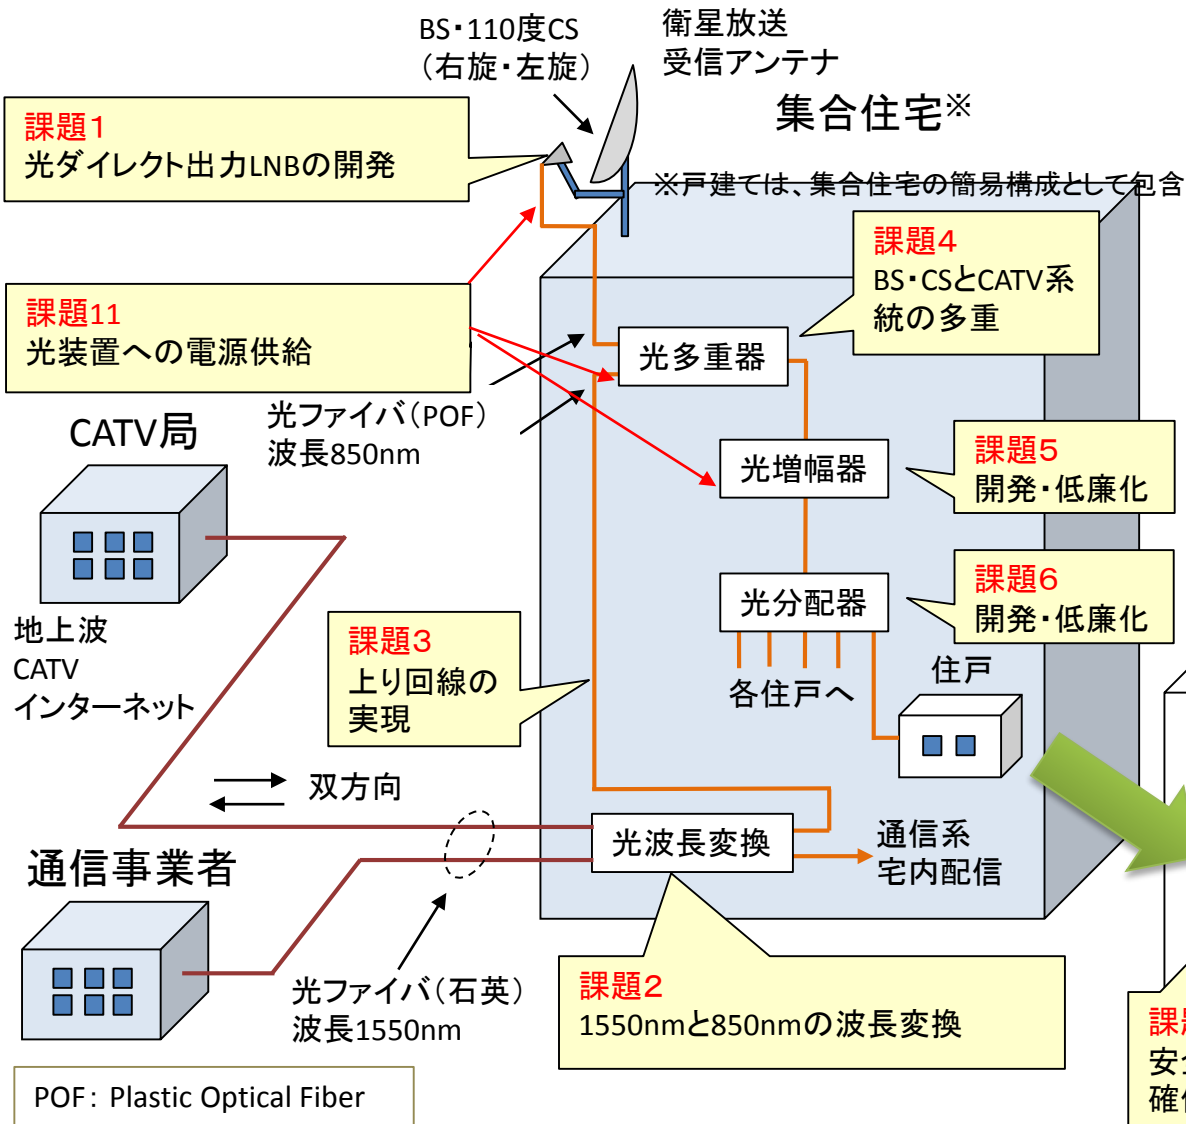 BS・110度CS
（右旋・左旋）
衛星放送
受信アンテナ
集合住宅※
※戸建ては、集合住宅の簡易構成として包含
課題1
光ダイレクト出力LNBの開発
課題4
BS・CSとCATV系
統の多重
課題11
光装置への電源供給
光多重器
光ファイバ（POF）
波長850nm
CATV局
光増幅器
課題5
開発・低廉化
光分配器
課題6
開発・低廉化
地上波
CATV
インターネット
課題3
上り回線の
実現
各住戸へ
住戸
双方向
光波長変換
通信系
宅内配信
通信事業者
光ファイバ（石英）
波長1550nm
課題2
1550nmと850nmの波長変換
課
POF： Plastic Optical Fiber